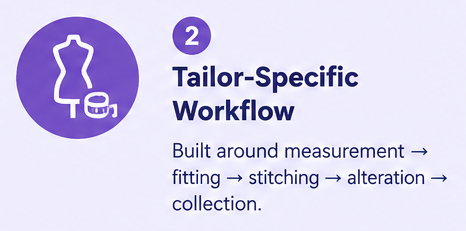 2
Tailor-Specific
Workflow
Built around measurement →
fitting → stitching → alteration →
collection.